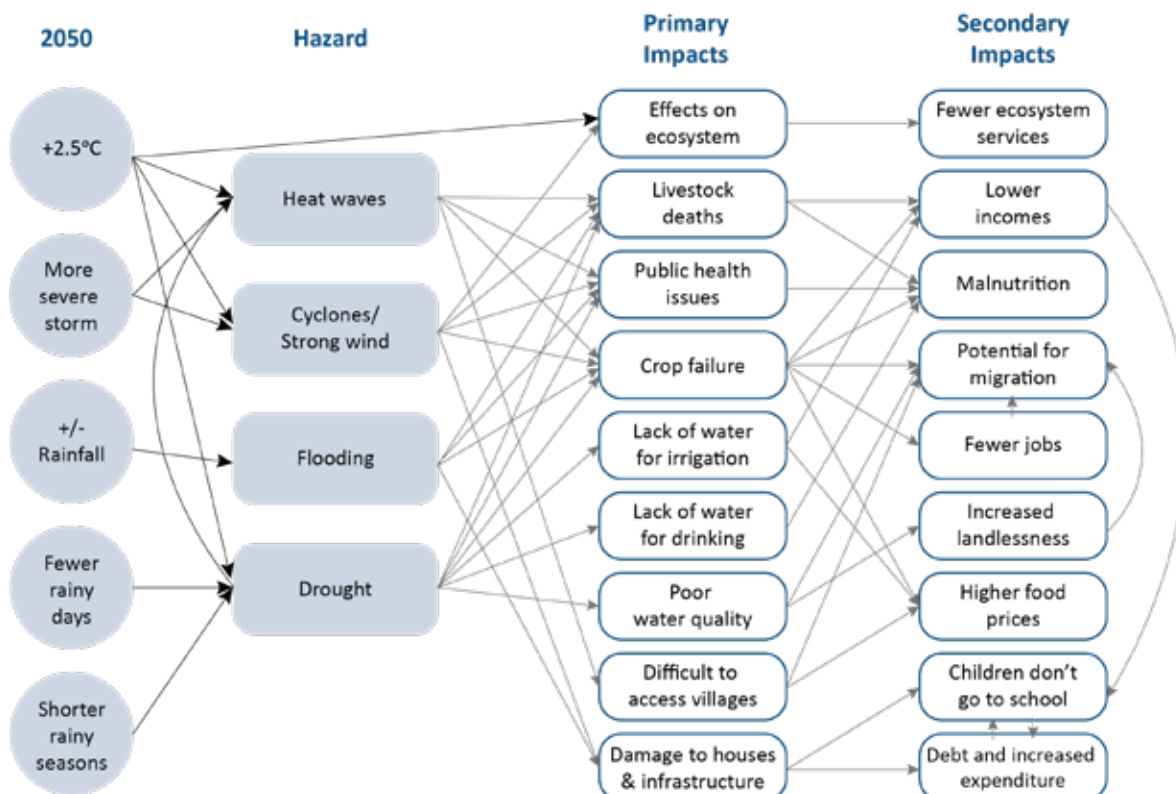 2050
Hazard
Primary
Impacts
Secondary
Impacts
+2.5°C
More
severe
storm
+/-
Rainfall
Fewer
rainy
days
Shorter
rainy
seasons
Heat waves
Cyclones/
Strong wind
Flooding
Drought
Effects on
ecosystem
Livestock
deaths
Public health
issues
Crop failure
Lack of water
for irrigation
Lack of water
for drinking
Poor
water quality
Difficult to
access villages
Damage to houses
& infrastructure
Fewer ecosystem
services
Lower
incomes
Malnutrition
Potential for
migration
Fewer jobs
Increased
landlessness
Higher food
prices
Children don’t
go to school
Debt and increased
expenditure